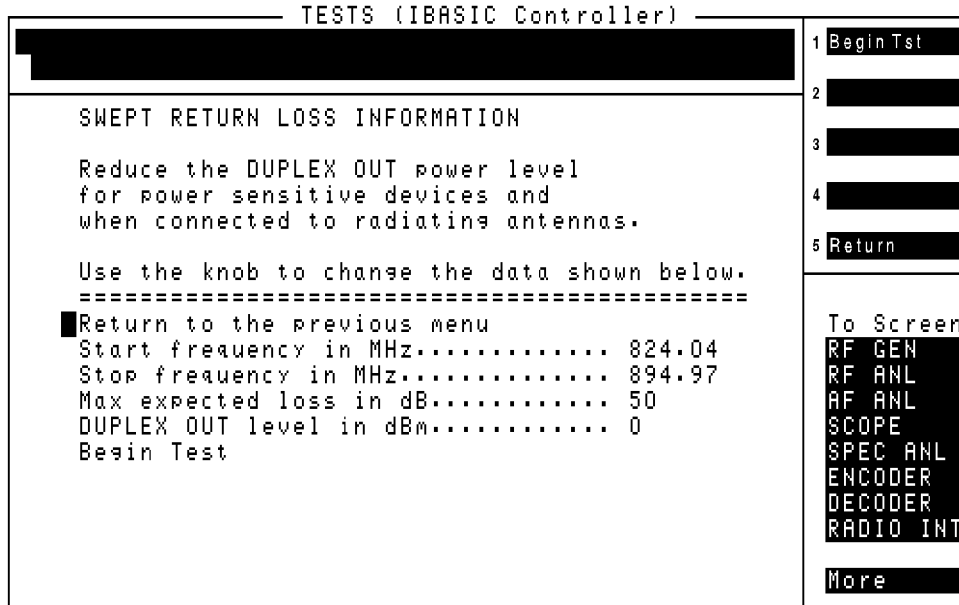 TESTS (IBASIC Controller)
SWEPT RETURN LOSS INFORMATION
Reduce the DUPLEX OUT power level
for power sensitive devices and
when connected to radiating antennas.
Use the knob to change the data shown below.
============================================
Return to the previous menu
Start frequency in MHz............. 824.04
Stop frequency in MHz.............. 894.97
Max expected loss in dB............ 50
DUPLEX OUT level in dBm............ 0
Begin Test
1 Begin Tst
2
3
4
5 Return
To Screen
RF GEN
RF ANL
AF ANL
SCOPE
SPEC ANL
ENCODER
DECODER
RADIO INT
More